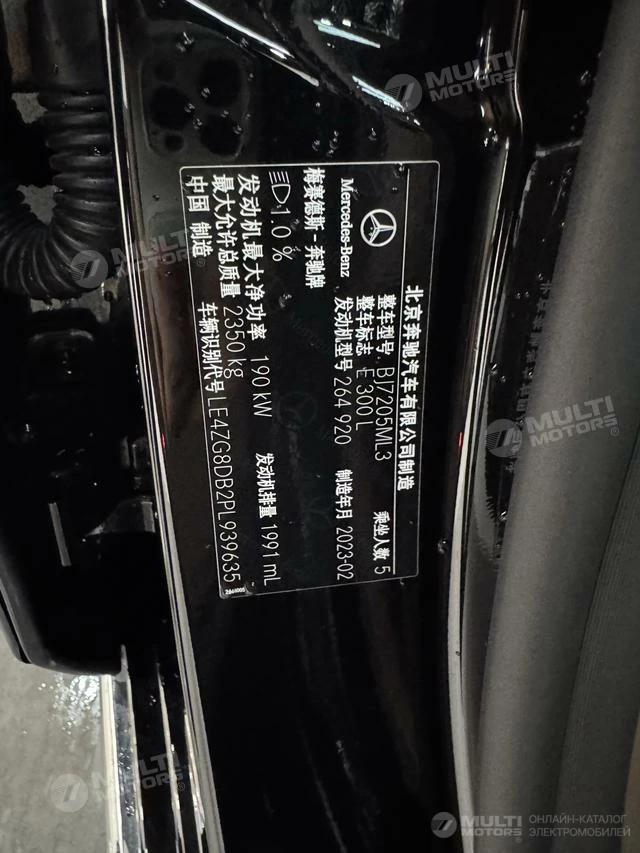 北京奔驰汽车有限公司制造
Mercedes-Benz
梅赛德斯-奔驰牌
整车型号 BJ7205ML3
乘坐人数 5
整车标志 E 300 L
发动机型号 264 920
制造年月 2023-02
1.0 %
发动机最大净功率 190 kW
发动机排量 1991 mL
最大允许总质量 2350 kg
中国 制造
车辆识别代号 LE4ZG8DB2PL939635
MULTI
MOTORS
MULTI
MOTORS
MULTI
MOTORS
MULTI
MOTORS
MULTI
MOTORS
ОНЛАЙН-КАТАЛОГ
ЭЛЕКТРОМОБИЛЕЙ